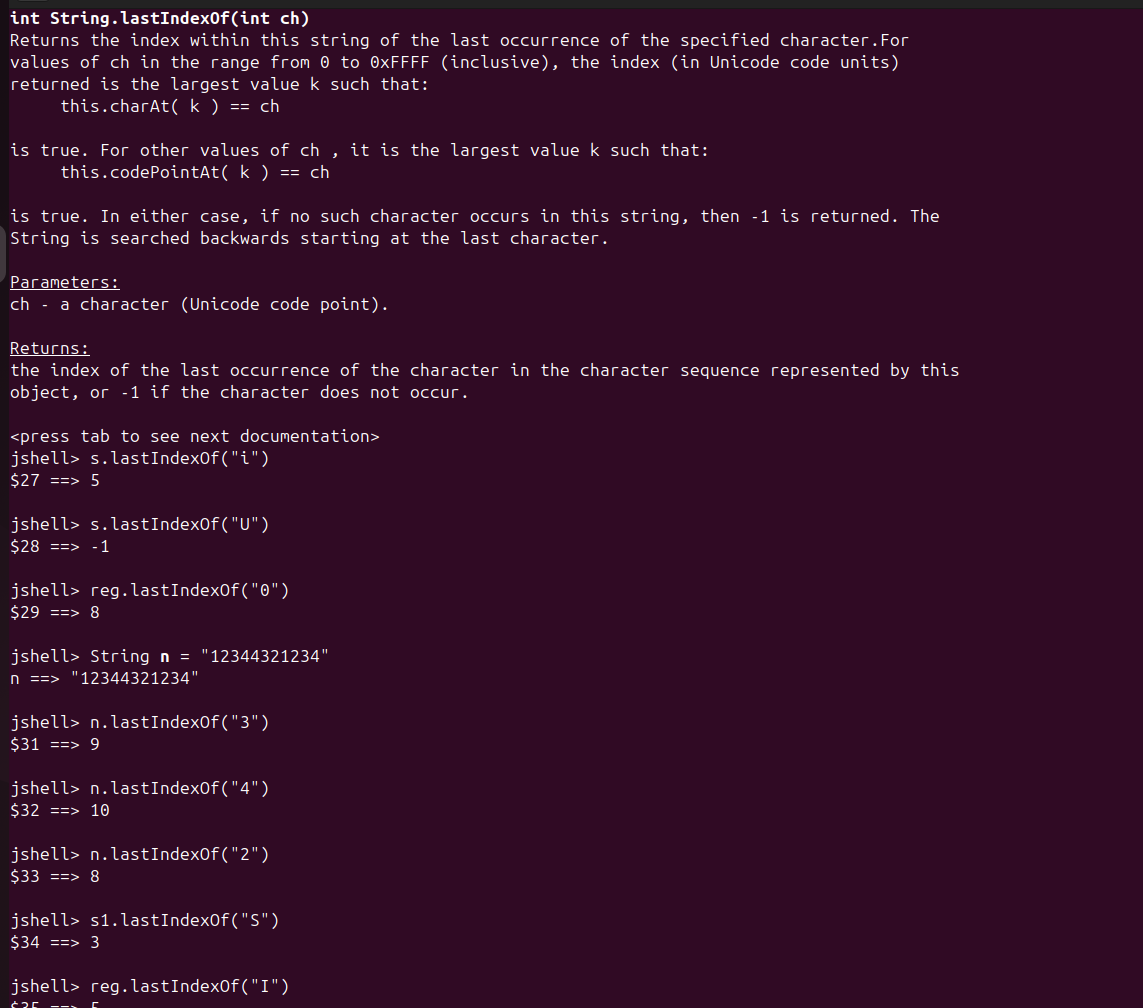 int String.lastIndexOf(int ch)
Returns the index within this string of the last occurrence of the specified character.For
values of ch in the range from 0 to 0xFFFF (inclusive), the index (in Unicode code units)
returned is the largest value k such that:
     this.charAt( k ) == ch
is true. For other values of ch , it is the largest value k such that:
     this.codePointAt( k ) == ch
is true. In either case, if no such character occurs in this string, then -1 is returned. The
String is searched backwards starting at the last character.
Parameters:
ch - a character (Unicode code point).
Returns:
the index of the last occurrence of the character in the character sequence represented by this
object, or -1 if the character does not occur.
<press tab to see next documentation>
jshell> s.lastIndexOf("i")
$27 ==> 5
jshell> s.lastIndexOf("U")
$28 ==> -1
jshell> reg.lastIndexOf("0")
$29 ==> 8
jshell> String n = "12344321234"
n ==> "12344321234"
jshell> n.lastIndexOf("3")
$31 ==> 9
jshell> n.lastIndexOf("4")
$32 ==> 10
jshell> n.lastIndexOf("2")
$33 ==> 8
jshell> s1.lastIndexOf("S")
$34 ==> 3
jshell> reg.lastIndexOf("I")
$35 ==> 5